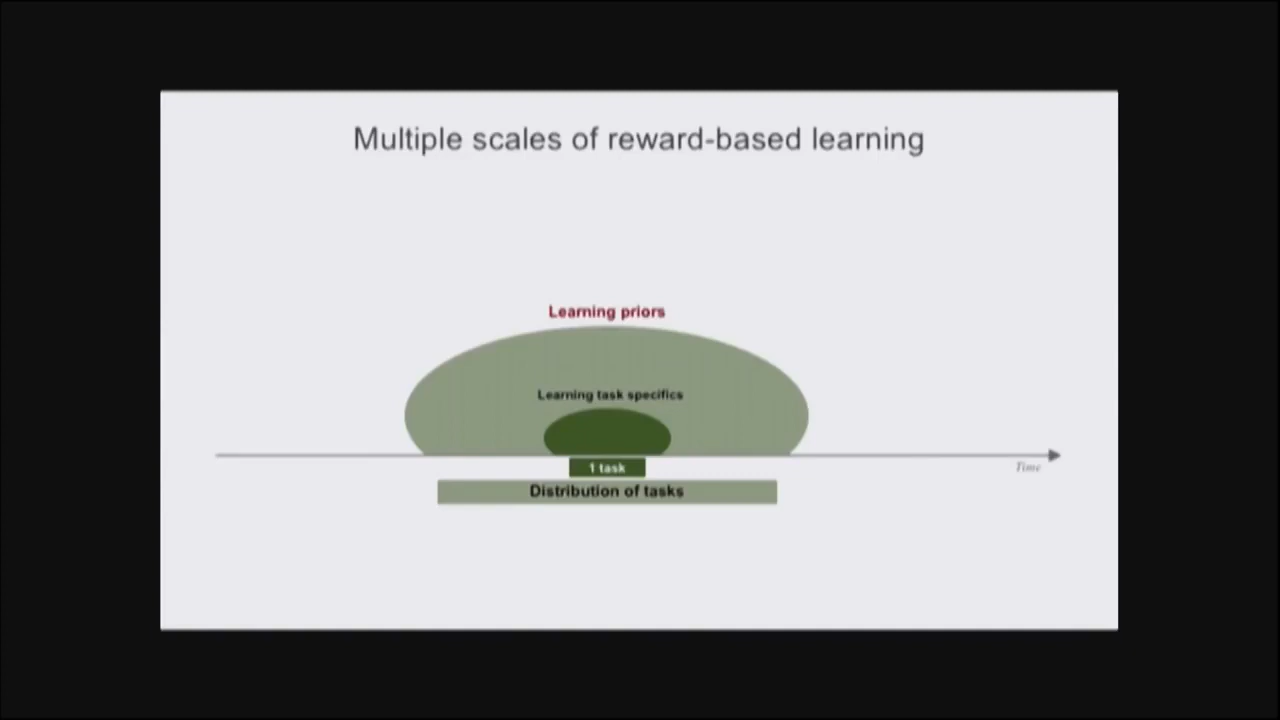 Multiple scales of reward-based learning
Learning priors
Learning task specifics
1 task
Time
Distribution of tasks